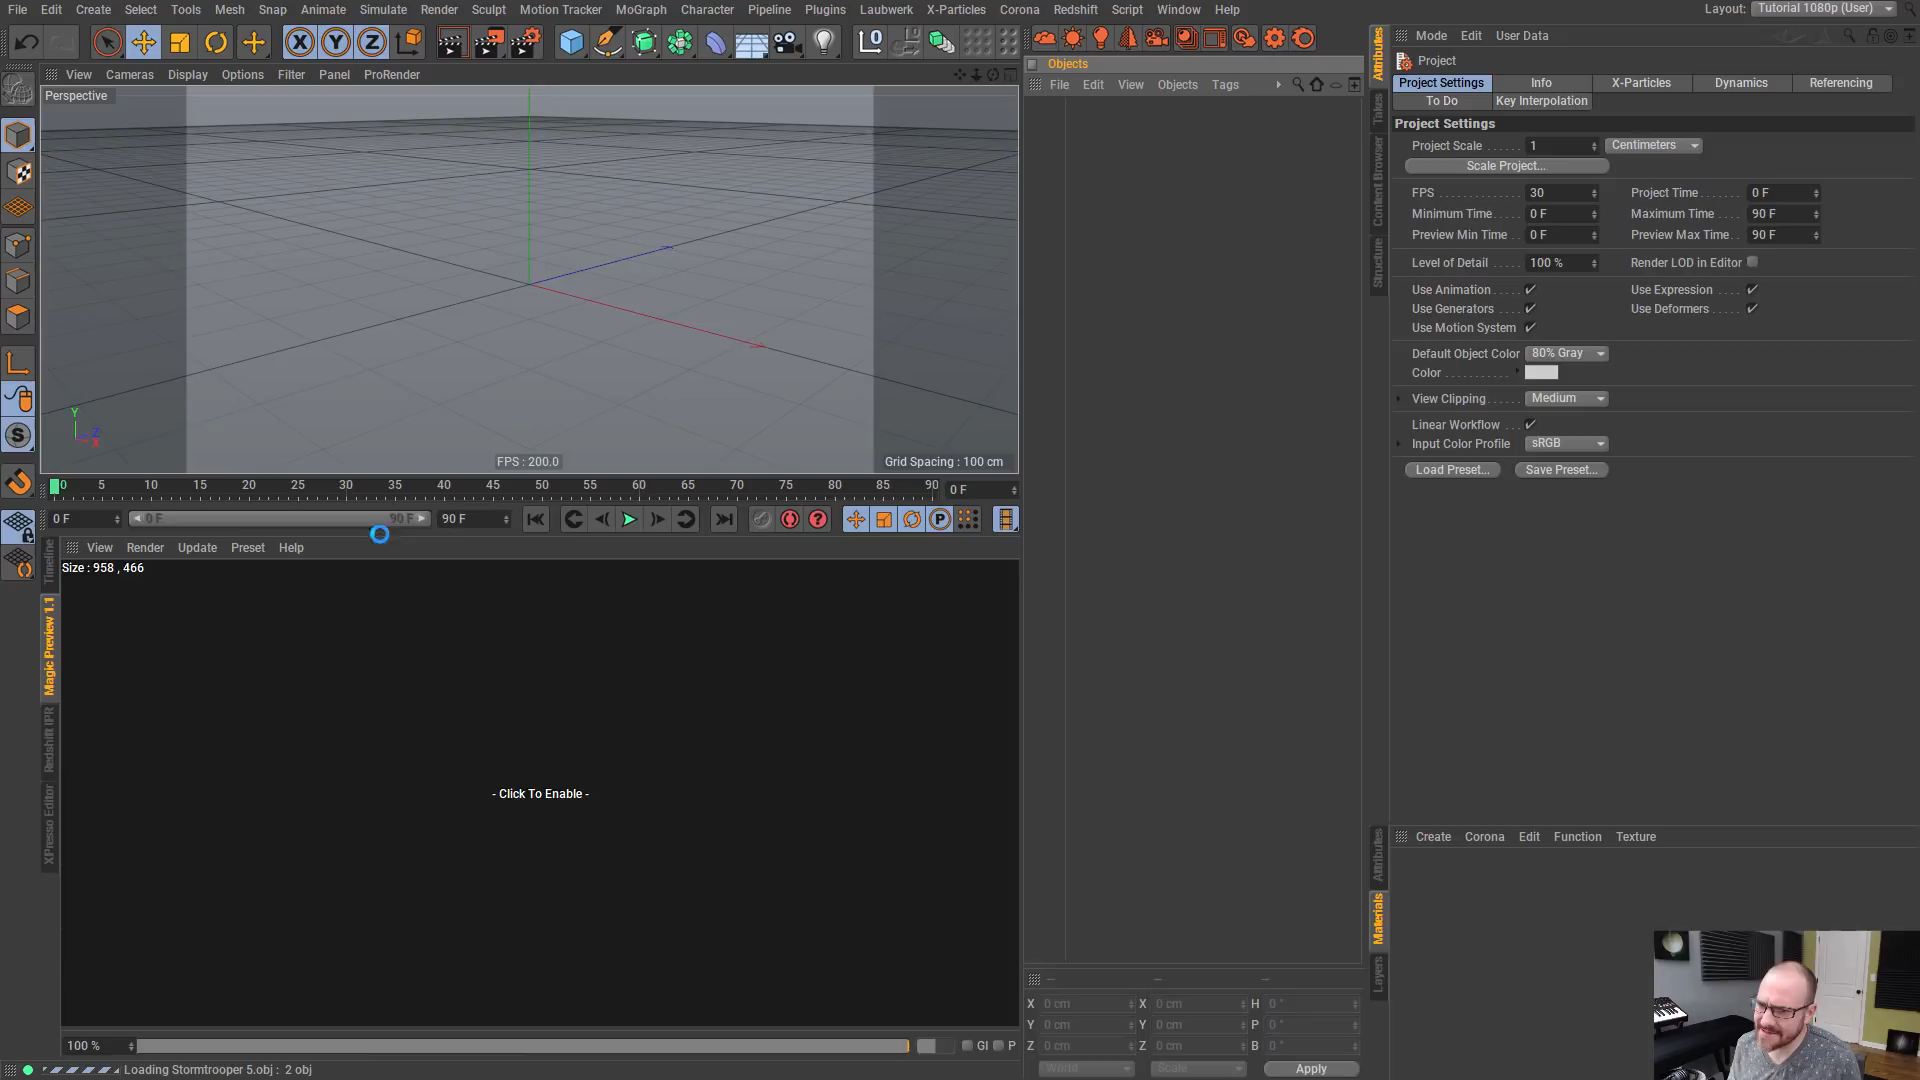 File Edit Create Select Tools Mesh Snap Animate Simulate Render Sculpt Motion Tracker MoGraph Character Pipeline Plugins Laubwerk X-Particles Corona Redshift Script Window Help
Layout: Tutorial 1080p (User)
View Cameras Display Options Filter Panel ProRender
Perspective
X Y Z
Y
Z
X
FPS : 200.0
Grid Spacing : 100 cm
0 5 10 15 20 25 30 35 40 45 50 55 60 65 70 75 80 85 90
0 F
0 F 0 F 90 F 90 F
View Render Update Preset Help
Size : 958 , 466
- Click To Enable -
Timeline
Magic Preview 1.1
Redshift IPR
XPresso Editor
100 %
GI P
Loading Stormtrooper 5.obj : 2 obj
Objects
File Edit View Objects Tags
-- -- --
X 0 cm X 0 cm H 0 °
Y 0 cm Y 0 cm P 0 °
Z 0 cm Z 0 cm B 0 °
World Scale Apply
Attributes
Takes
Content Browser
Structure
Mode Edit User Data
Project
Project Settings Info X-Particles Dynamics Referencing
To Do Key Interpolation
Project Settings
Project Scale 1 Centimeters
Scale Project...
FPS 30 Project Time 0 F
Minimum Time 0 F Maximum Time 90 F
Preview Min Time 0 F Preview Max Time 90 F
Level of Detail 100 % Render LOD in Editor
Use Animation Use Expression
Use Generators Use Deformers
Use Motion System
Default Object Color 80% Gray
Color
View Clipping Medium
Linear Workflow
Input Color Profile sRGB
Load Preset... Save Preset...
Attributes
Materials
Layers
Create Corona Edit Function Texture